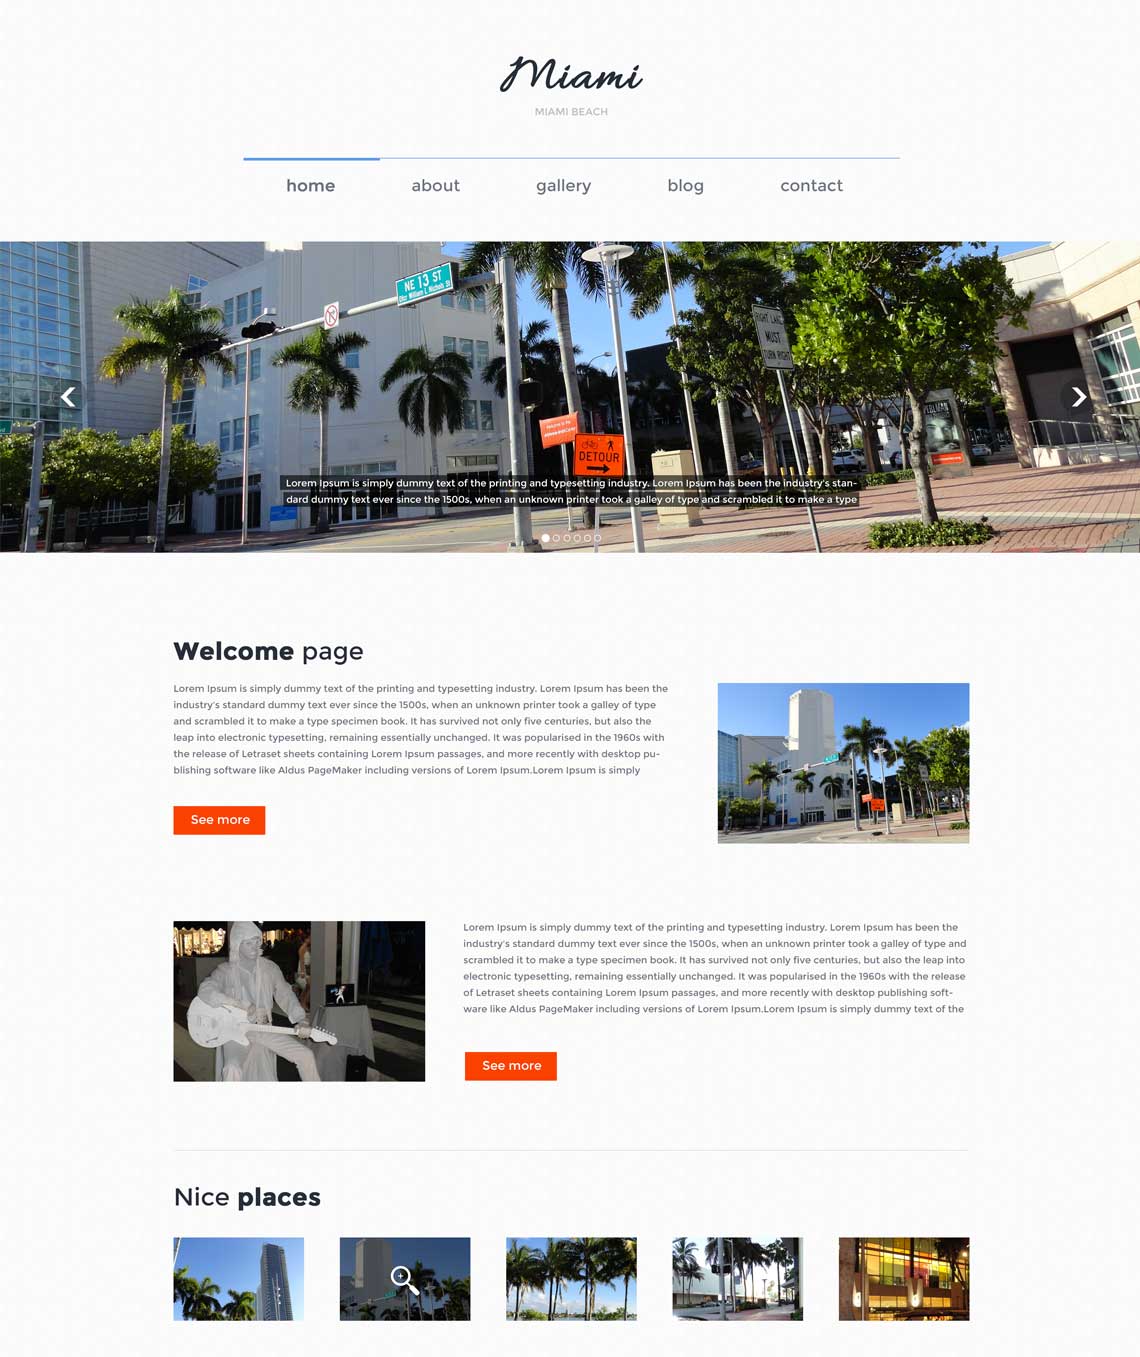 Miami
MIAMI BEACH
home about gallery blog contact
NE 13 ST
RIGHT LANE
MUST
TURN RIGHT
DETOUR
Lorem Ipsum is simply dummy text of the printing and typesetting industry. Lorem Ipsum has been the industry's stan-
dard dummy text ever since the 1500s, when an unknown printer took a galley of type and scrambled it to make a type
Welcome page
Lorem Ipsum is simply dummy text of the printing and typesetting industry. Lorem Ipsum has been the
industry's standard dummy text ever since the 1500s, when an unknown printer took a galley of type
and scrambled it to make a type specimen book. It has survived not only five centuries, but also the
leap into electronic typesetting, remaining essentially unchanged. It was popularised in the 1960s with
the release of Letraset sheets containing Lorem Ipsum passages, and more recently with desktop pu-
blishing software like Aldus PageMaker including versions of Lorem Ipsum.Lorem Ipsum is simply
See more
Lorem Ipsum is simply dummy text of the printing and typesetting industry. Lorem Ipsum has been the
industry's standard dummy text ever since the 1500s, when an unknown printer took a galley of type and
scrambled it to make a type specimen book. It has survived not only five centuries, but also the leap into
electronic typesetting, remaining essentially unchanged. It was popularised in the 1960s with the release
of Letraset sheets containing Lorem Ipsum passages, and more recently with desktop publishing soft-
ware like Aldus PageMaker including versions of Lorem Ipsum.Lorem Ipsum is simply dummy text of the
See more
Nice places